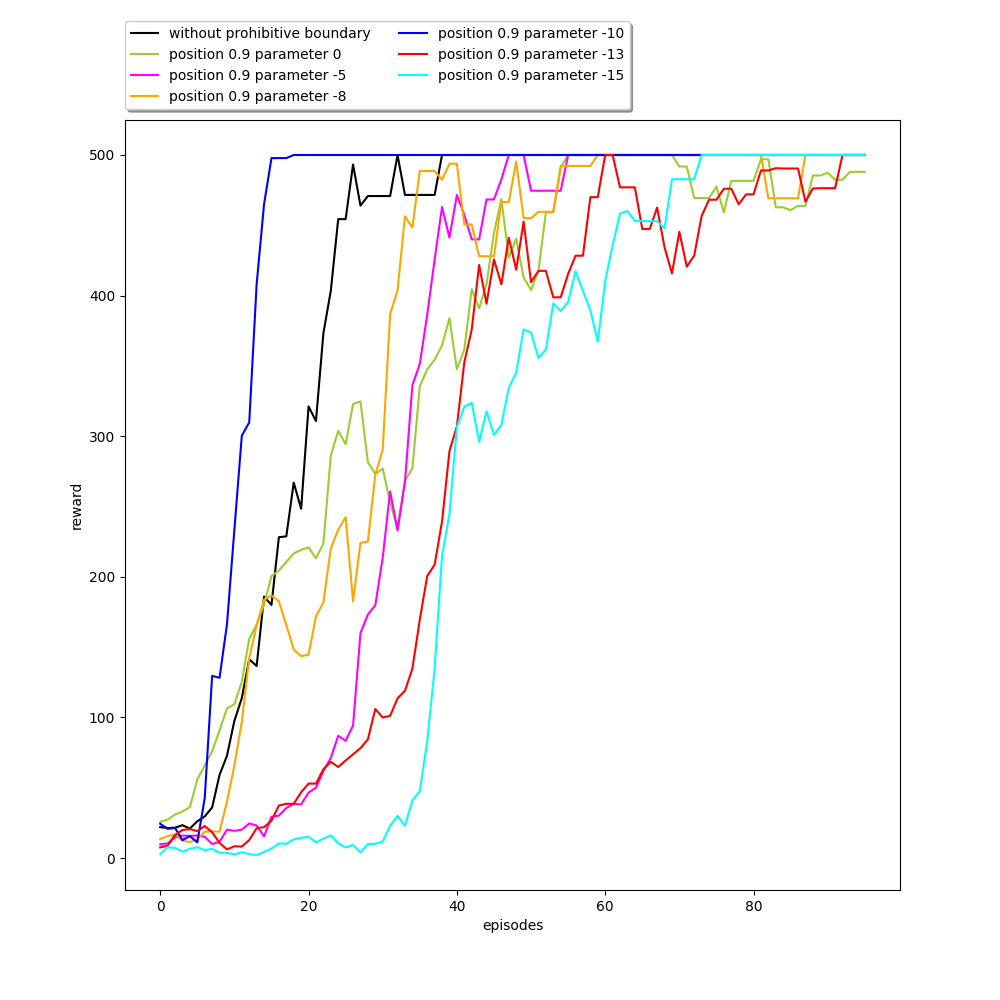 without prohibitive boundary
position 0.9 parameter 0
position 0.9 parameter -5
position 0.9 parameter -8
position 0.9 parameter -10
position 0.9 parameter -13
position 0.9 parameter -15
500
400
300
200
100
0
reward
0 20 40 60 80
episodes